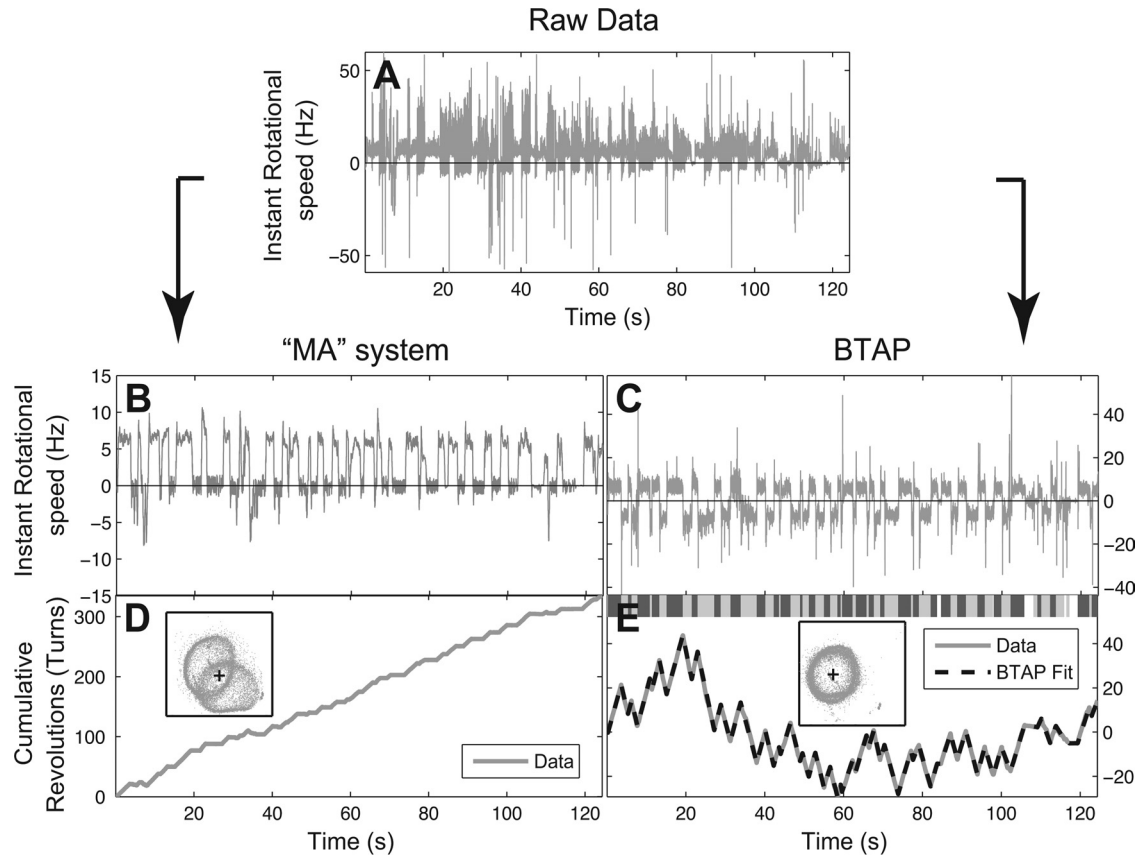 Raw Data
A
50
0
−50
Instant Rotational
speed (Hz)
20 40 60 80 100 120
Time (s)
“MA” system
BTAP
B
15
10
5
0
−5
−10
−15
Instant Rotational
speed (Hz)
C
40
20
0
−20
−40
D
300
200
100
0
Cumulative
Revolutions (Turns)
Data
20 40 60 80 100 120
Time (s)
E
Data
BTAP Fit
40
20
0
−20
20 40 60 80 100 120
Time (s)